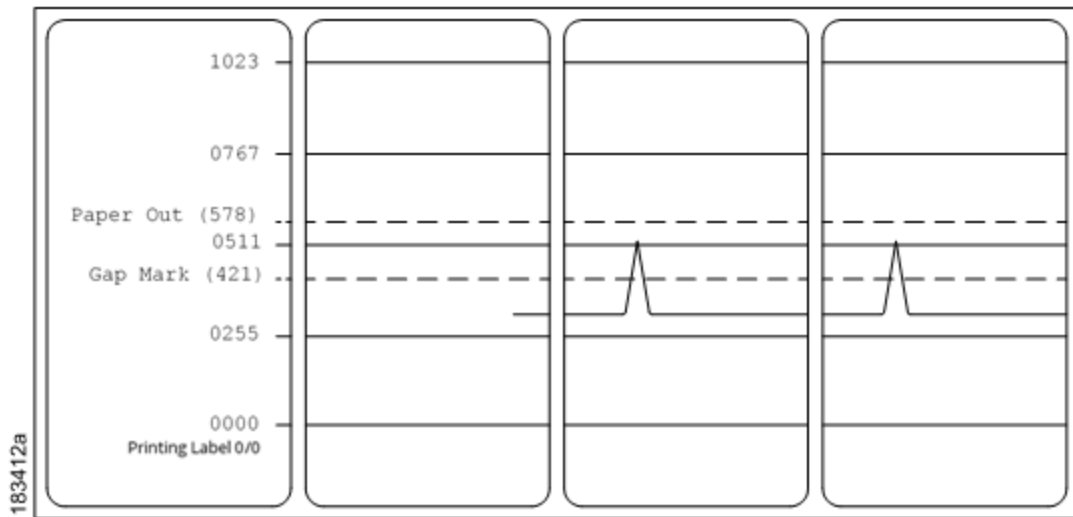 1023
0767
Paper Out (578)
0511
Gap Mark (421)
0255
0000
Printing Label 0/0
183412a